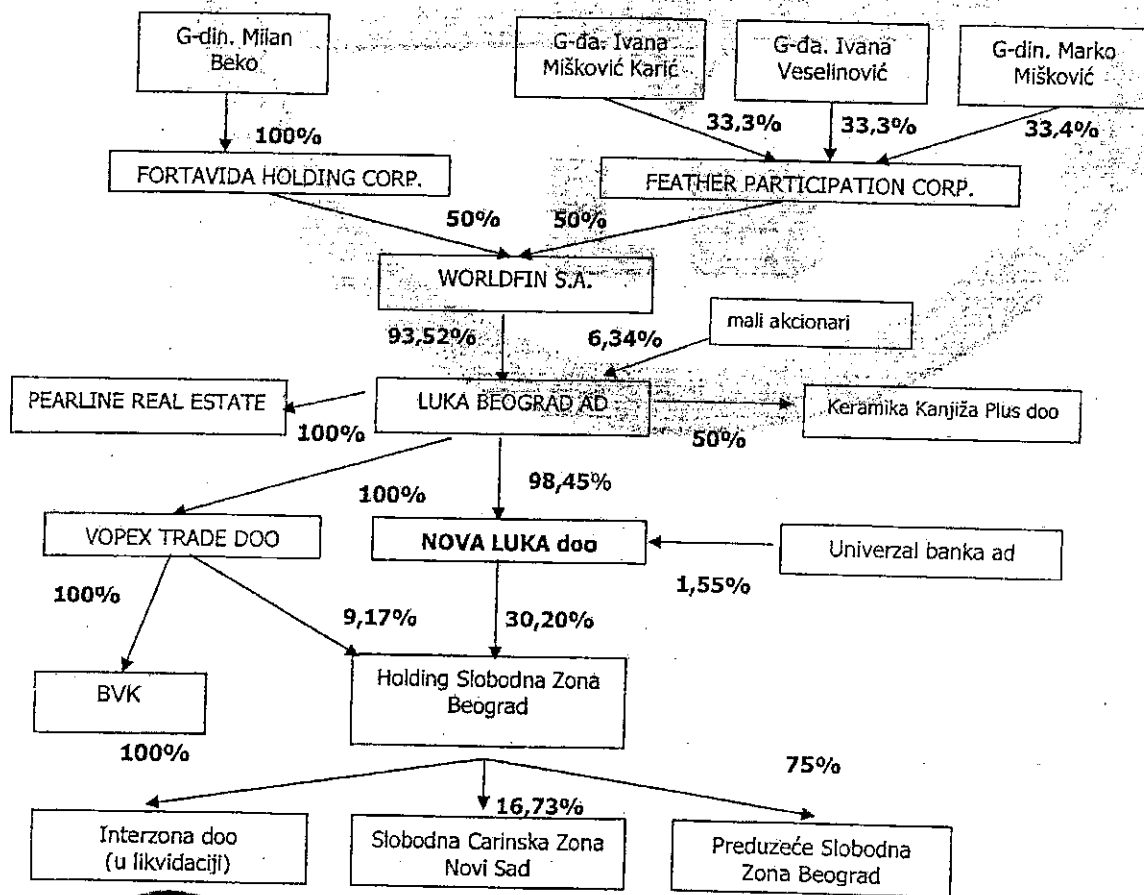 G-din. Milan
Beko
G-đa. Ivana
Mišković Karić
G-đa. Ivana
Veselinović
G-din. Marko
Mišković
100%
33,3%
33,3%
33,4%
FORTAVIDA HOLDING CORP.
FEATHER PARTICIPATION CORP.
50%
50%
WORLDFIN S.A.
mali akcionari
93,52%
6,34%
PEARLINE REAL ESTATE
LUKA BEOGRAD AD
Keramika Kanjiža Plus doo
100%
50%
98,45%
100%
VOPEX TRADE DOO
NOVA LUKA doo
Univerzal banka ad
1,55%
100%
9,17%
30,20%
BVK
Holding Slobodna Zona
Beograd
100%
75%
16,73%
Interzona doo
(u likvidaciji)
Slobodna Carinska Zona
Novi Sad
Preduzeće Slobodna
Zona Beograd